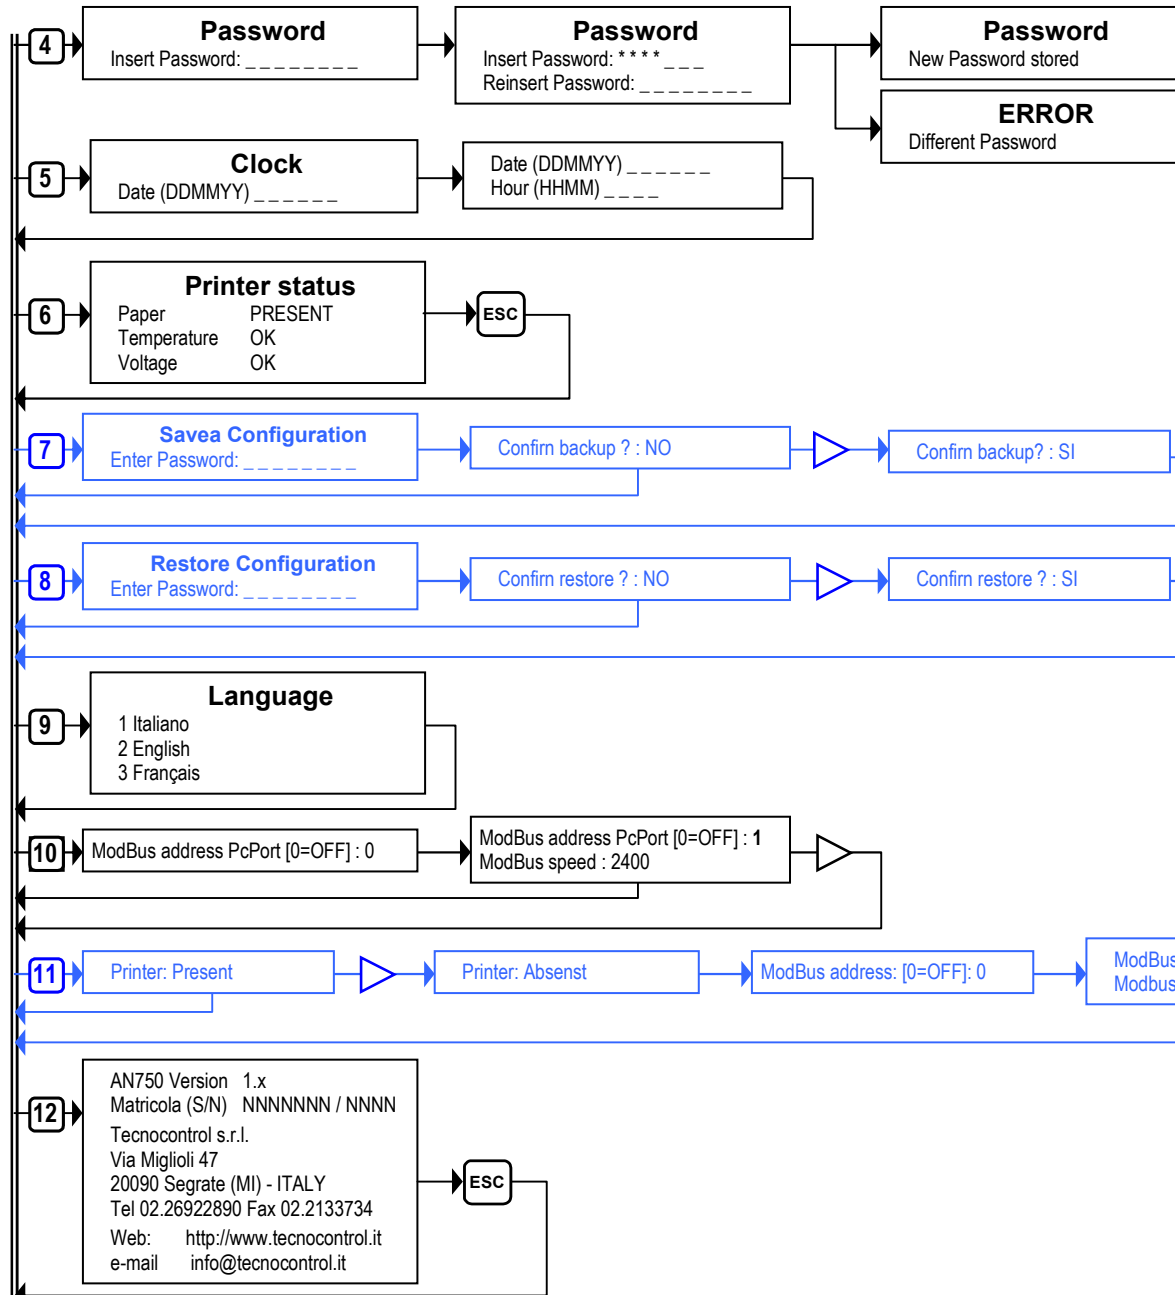 4
Password
Insert Password: _ _ _ _ _ _ _ _
Password
Insert Password: * * * * _ _ _
Reinsert Password: _ _ _ _ _ _ _ _
Password
New Password stored
ERROR
Different Password
5
Clock
Date (DDMMYY) _ _ _ _ _ _
Date (DDMMYY) _ _ _ _ _ _
Hour (HHMM) _ _ _ _
6
Printer status
Paper PRESENT
Temperature OK
Voltage OK
ESC
7
Savea Configuration
Enter Password: _ _ _ _ _ _ _ _
Confirn backup ? : NO
Confirn backup? : SI
8
Restore Configuration
Enter Password: _ _ _ _ _ _ _ _
Confirn restore ? : NO
Confirn restore ? : SI
9
Language
1 Italiano
2 English
3 Français
10
ModBus address PcPort [0=OFF] : 0
ModBus address PcPort [0=OFF] : 1
ModBus speed : 2400
11
Printer: Present
Printer: Absenst
ModBus address: [0=OFF]: 0
ModBus
Modbus
12
AN750 Version 1.x
Matricola (S/N) NNNNNNN / NNNN
Tecnocontrol s.r.l.
Via Miglioli 47
20090 Segrate (MI) - ITALY
Tel 02.26922890 Fax 02.2133734
Web: http://www.tecnocontrol.it
e-mail info@tecnocontrol.it
ESC